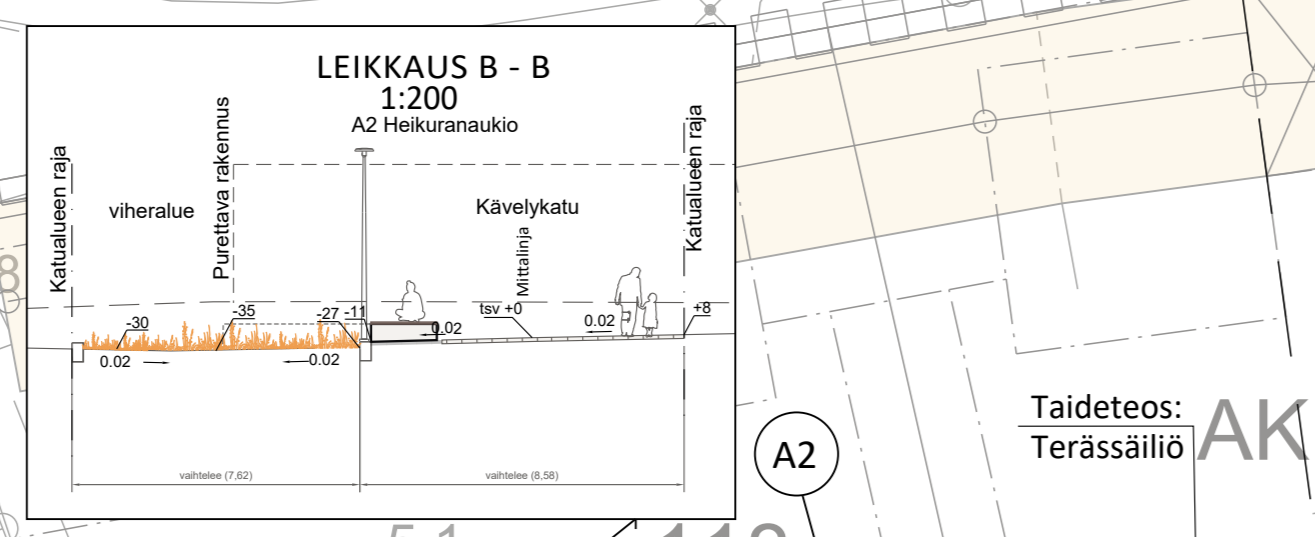 LEIKKAUS B - B
1:200
A2 Heikuranaukio
Katualueen raja
viheralue
Purettava rakennus
Kävelykatu
Mittalinja
Katualueen raja
-30
-35
-27
-11
tsv +0
+8
0.02
0.02
0.02
0.02
vaihtelee (7,62)
vaihtelee (8,58)
8
A2
Taideteos:
Terässäiliö
AK